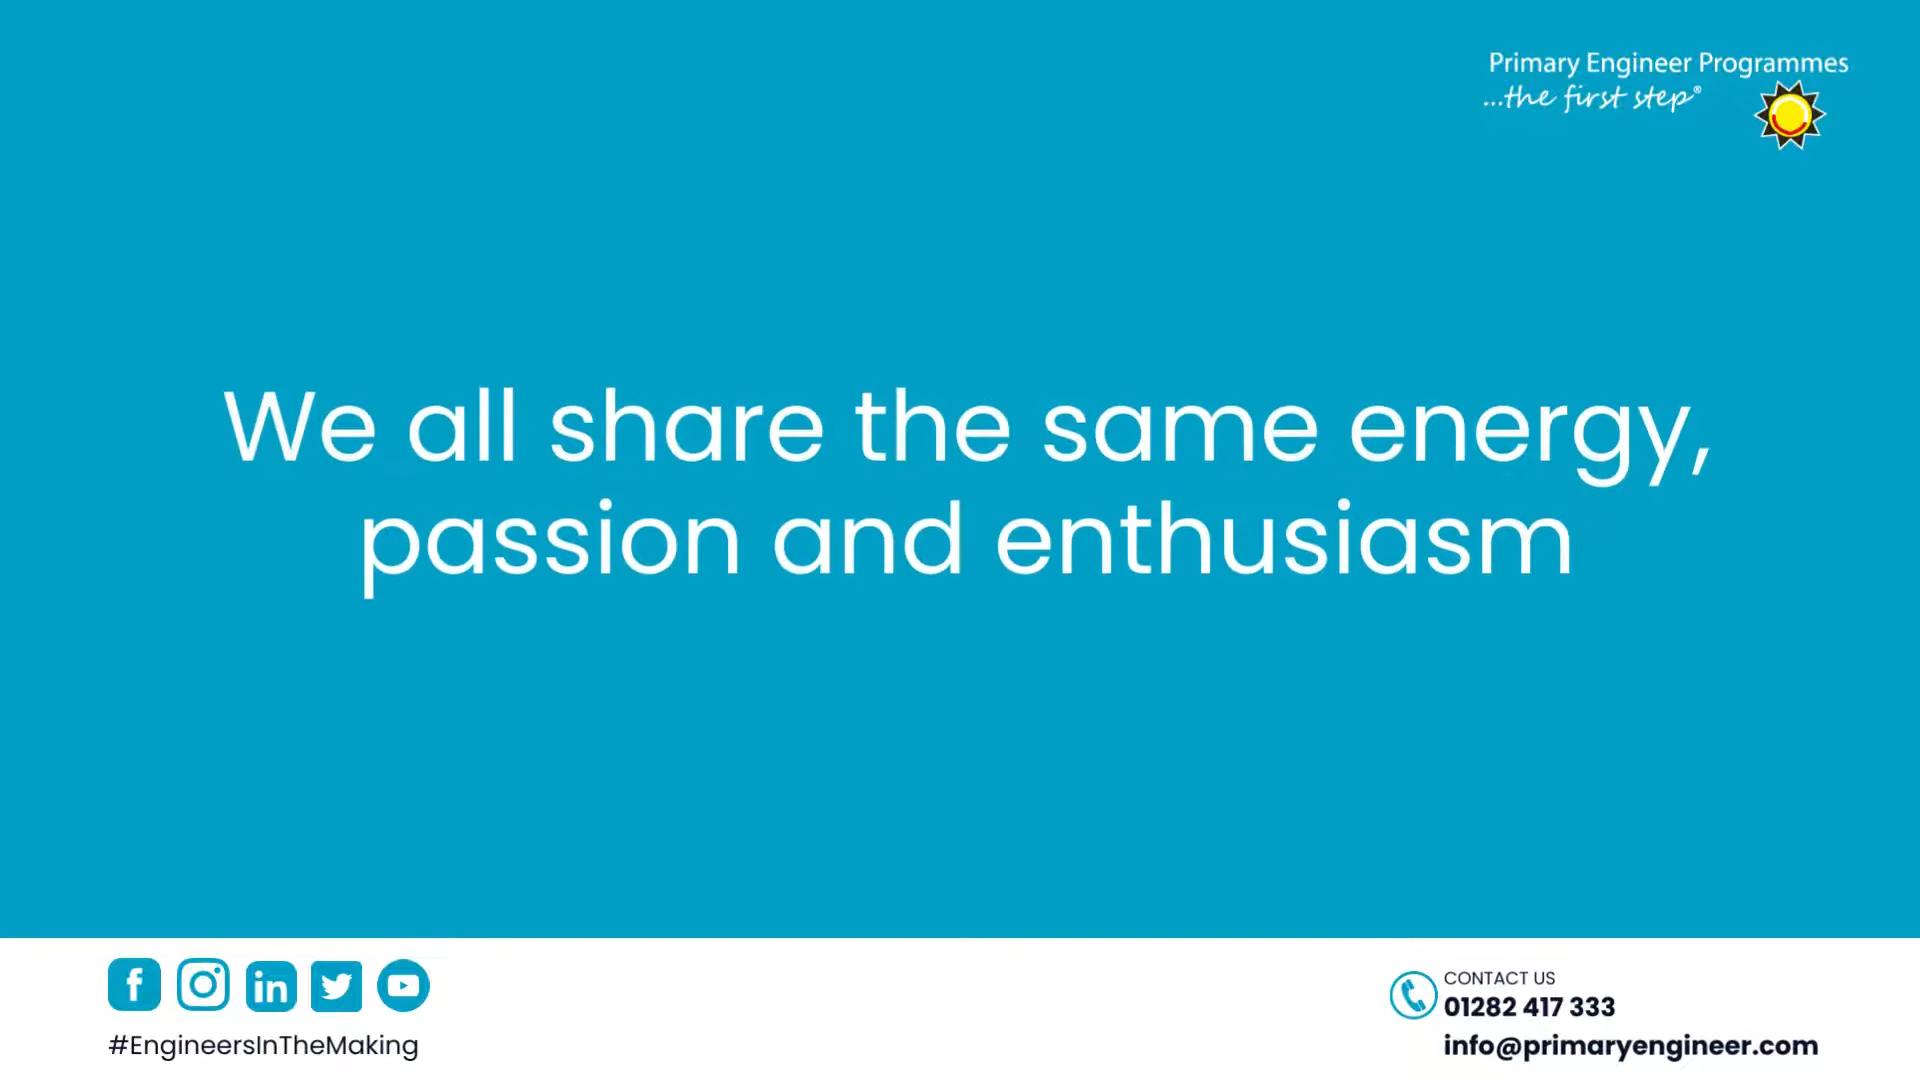 Primary Engineer Programmes
...the first step®
We all share the same energy,
passion and enthusiasm
#EngineersInTheMaking
CONTACT US
01282 417 333
info@primaryengineer.com